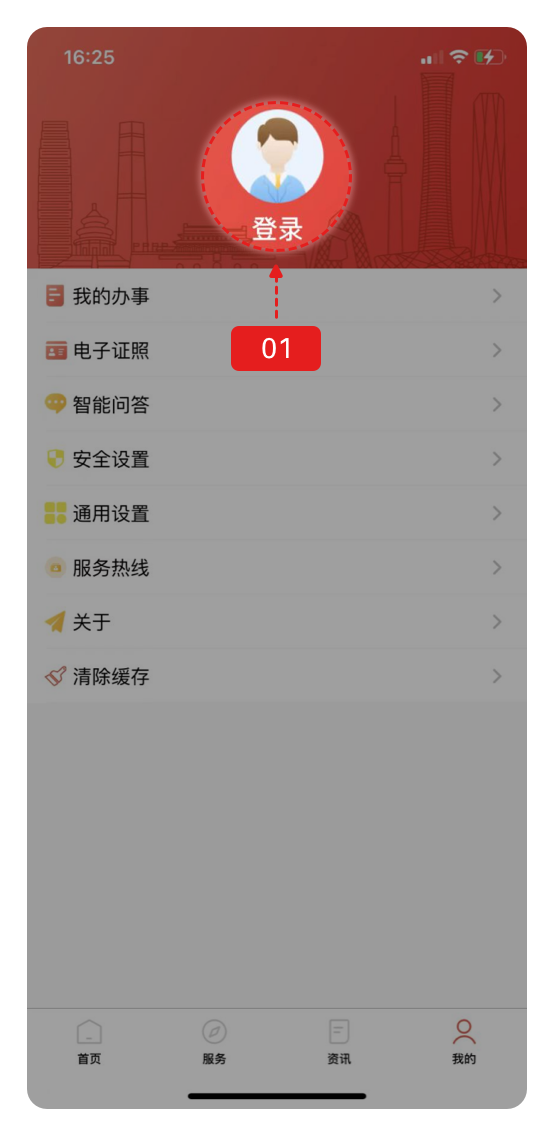 16:25
登录
我的办事
01
电子证照
智能问答
安全设置
通用设置
服务热线
关于
清除缓存
首页
服务
资讯
我的